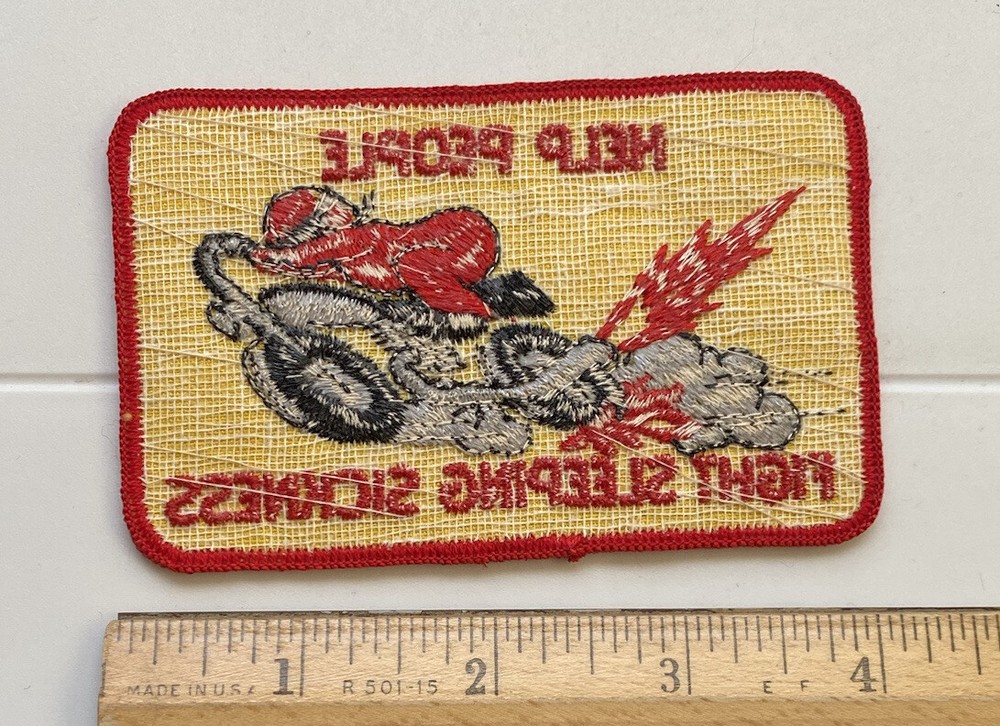 HELP PEOPLE
FIGHT SLEEPING SICKNESS
1 2 3 4
MADE IN U.S.A. R 501-15 E F